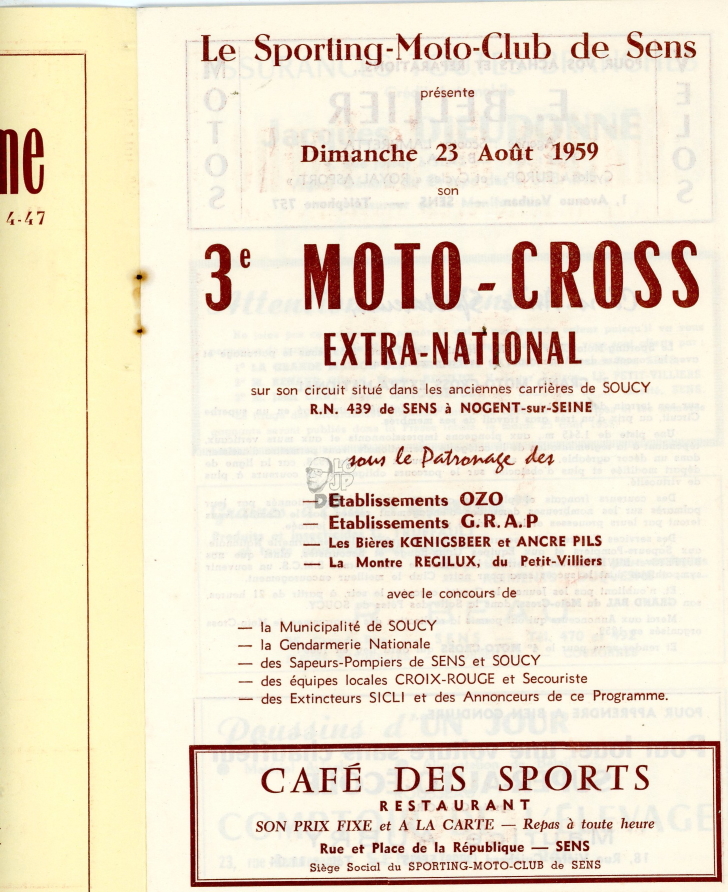 ne
4-47
Le Sporting-Moto-Club de Sens
présente
Dimanche 23 Août 1959
son
3e MOTO-CROSS
EXTRA-NATIONAL
sur son circuit situé dans les anciennes carrières de SOUCY
R.N. 439 de SENS à NOGENT-sur-SEINE
sous le Patronage des
— Etablissements OZO
— Etablissements G.R.A.P
— Les Bières KŒNIGSBEER et ANCRE PILS
— La Montre REGILUX, du Petit-Villiers
avec le concours de
— la Municipalité de SOUCY
— la Gendarmerie Nationale
— des Sapeurs-Pompiers de SENS et SOUCY
— des équipes locales CROIX-ROUGE et Secouriste
— des Extincteurs SICLI et des Annonceurs de ce Programme.
CAFÉ DES SPORTS
RESTAURANT
SON PRIX FIXE et A LA CARTE — Repas à toute heure
Rue et Place de la République — SENS
Siège Social du SPORTING-MOTO-CLUB de SENS